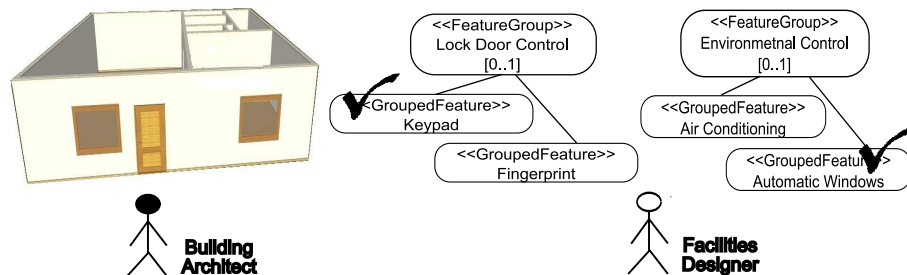 <<FeatureGroup>>
Lock Door Control
[0..1]
<<FeatureGroup>>
Environmetnal Control
[0..1]
<GroupedFeature>>
Keypad
<<GroupedFeature>>
Fingerprint
<<GroupedFeature>>
Air Conditioning
<<GroupedFeature>>
Automatic Windows
Building
Architect
Facilities
Designer